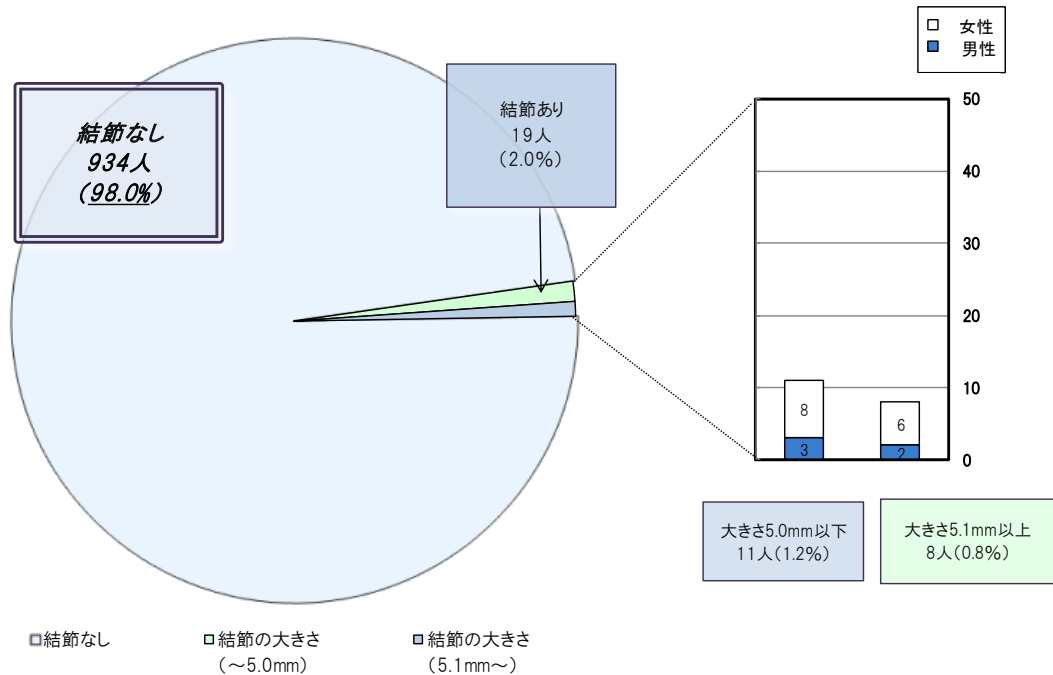 女性
男性
結節なし
934人
(98.0%)
結節あり
19人
(2.0%)
50
40
30
20
10
0
8
3
6
2
大きさ5.0mm以下
11人(1.2%)
大きさ5.1mm以上
8人(0.8%)
結節なし
結節の大きさ
(～5.0mm)
結節の大きさ
(5.1mm～)